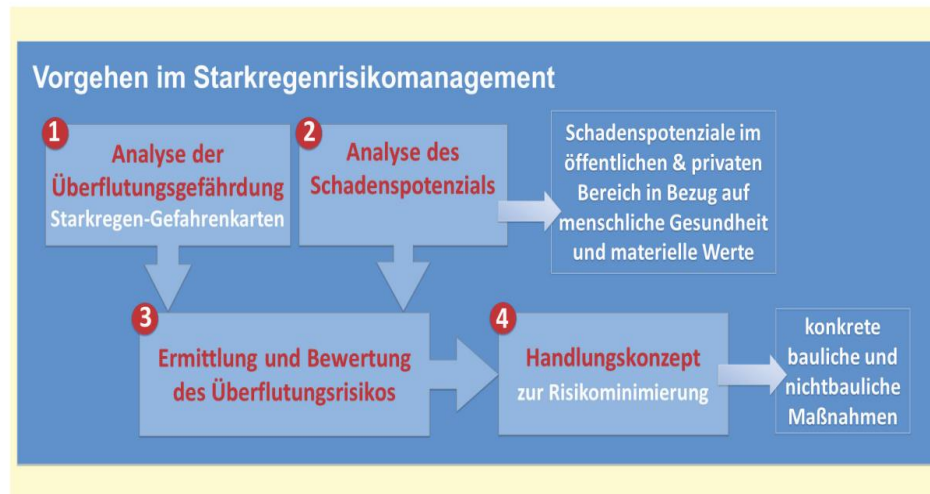 Vorgehen im Starkregenrisikomanagement
1
Analyse der
Überflutungsgefährdung
Starkregen-Gefahrenkarten
2
Analyse des
Schadenspotenzials
Schadenspotenziale im
öffentlichen & privaten
Bereich in Bezug auf
menschliche Gesundheit
und materielle Werte
3
Ermittlung und Bewertung
des Überflutungsrisikos
4
Handlungskonzept
zur Risikominimierung
konkrete
bauliche und
nichtbauliche
Maßnahmen